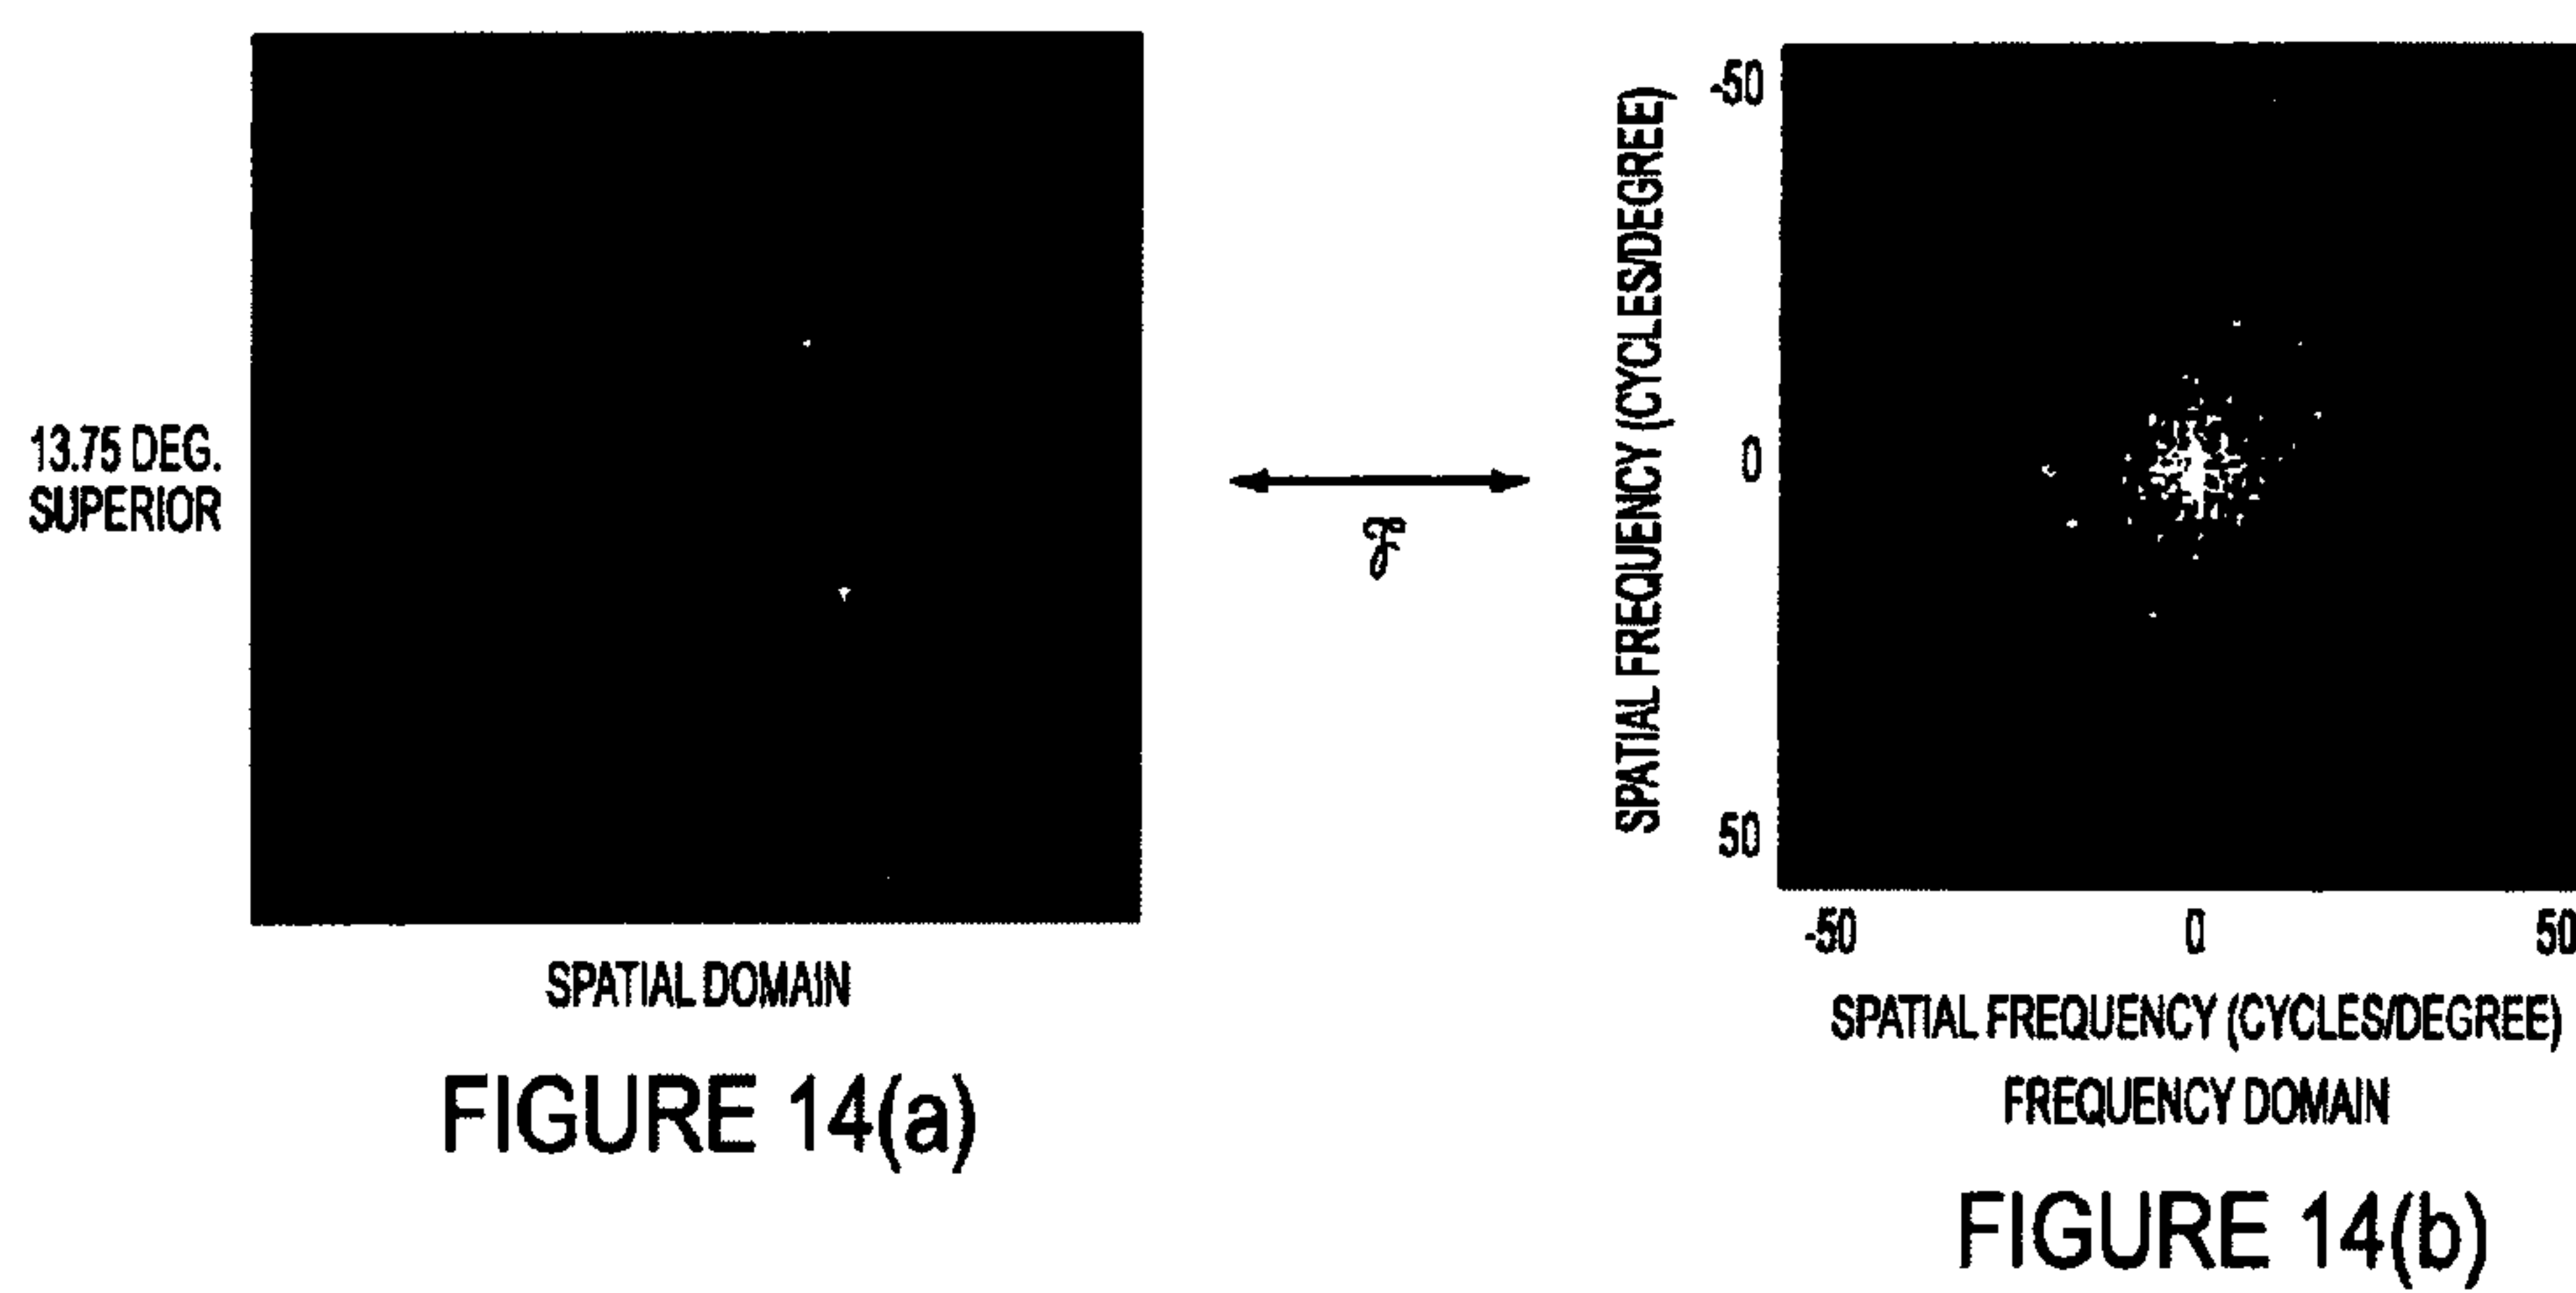 13.75 DEG.
SUPERIOR
SPATIAL DOMAIN
FIGURE 14(a)
ℱ
SPATIAL FREQUENCY (CYCLES/DEGREE)
-50
0
50
-50 0 50
SPATIAL FREQUENCY (CYCLES/DEGREE)
FREQUENCY DOMAIN
FIGURE 14(b)